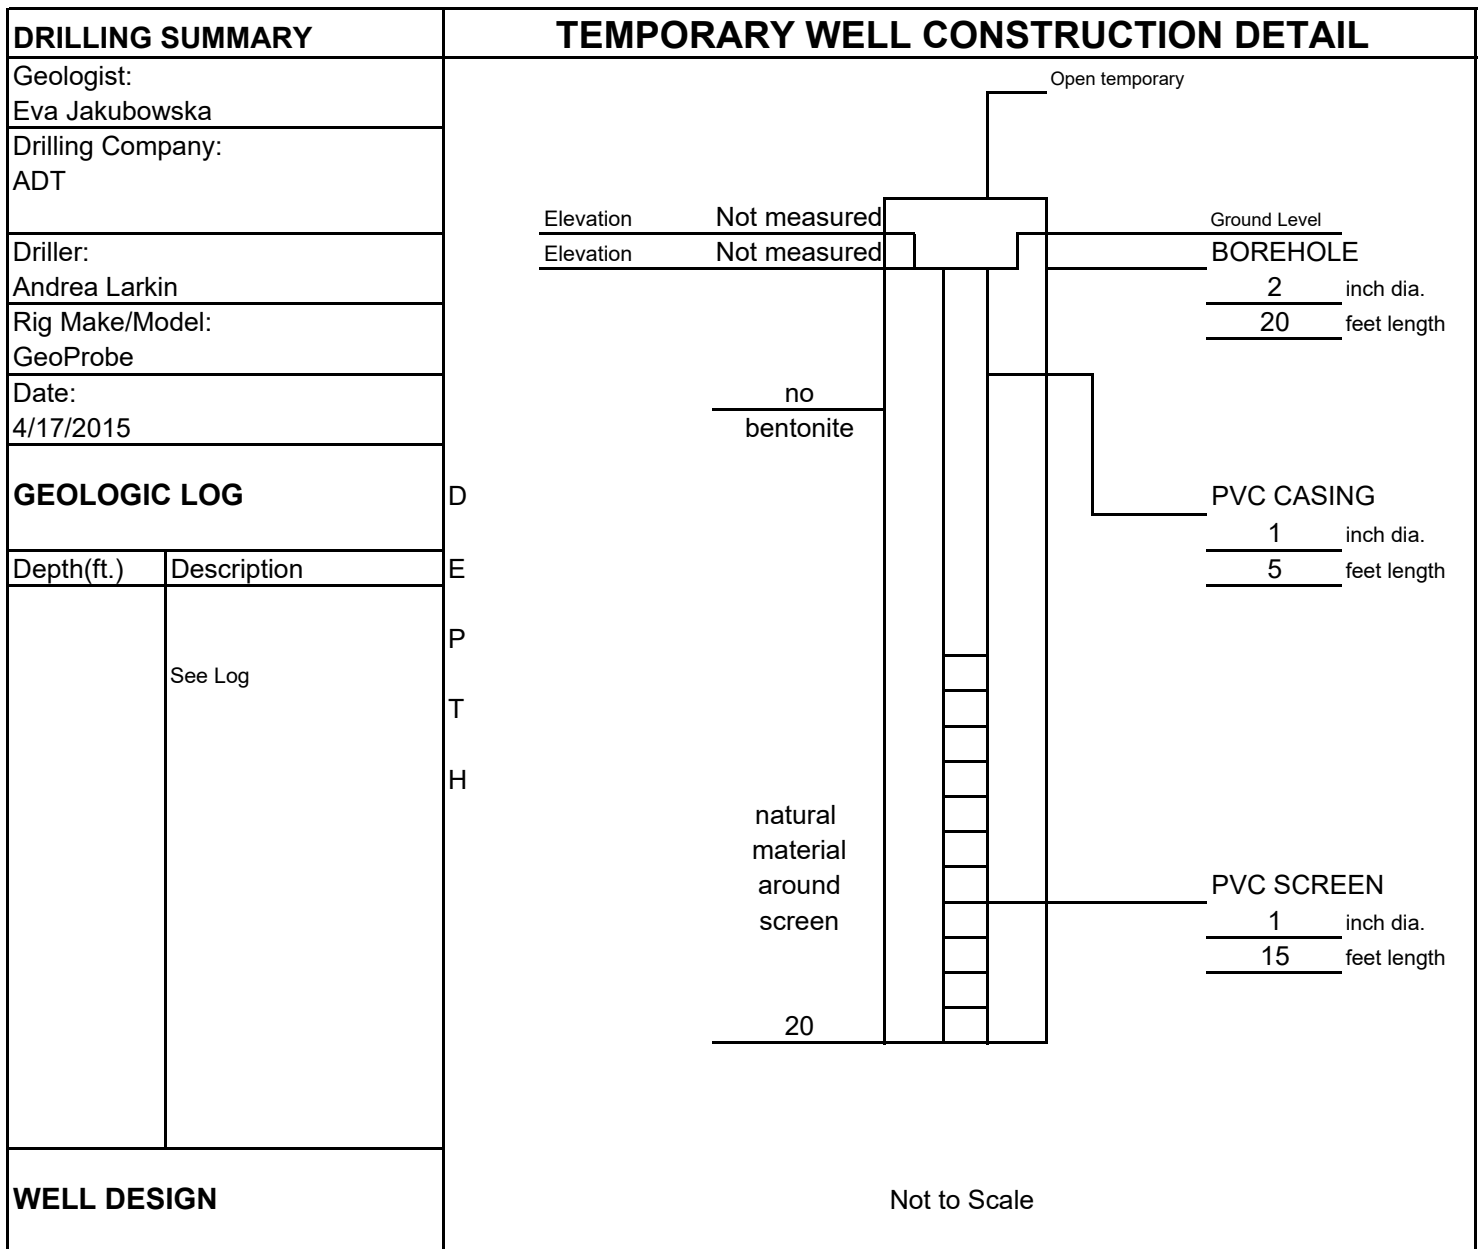 DRILLING SUMMARY
TEMPORARY WELL CONSTRUCTION DETAIL
Geologist:
Eva Jakubowska
Drilling Company:
ADT
Driller:
Andrea Larkin
Rig Make/Model:
GeoProbe
Date:
4/17/2015
GEOLOGIC LOG
Depth(ft.) Description
See Log
WELL DESIGN
D
E
P
T
H
Open temporary
Elevation Not measured
Elevation Not measured
no
bentonite
natural
material
around
screen
20
Ground Level
BOREHOLE
2 inch dia.
20 feet length
PVC CASING
1 inch dia.
5 feet length
PVC SCREEN
1 inch dia.
15 feet length
Not to Scale